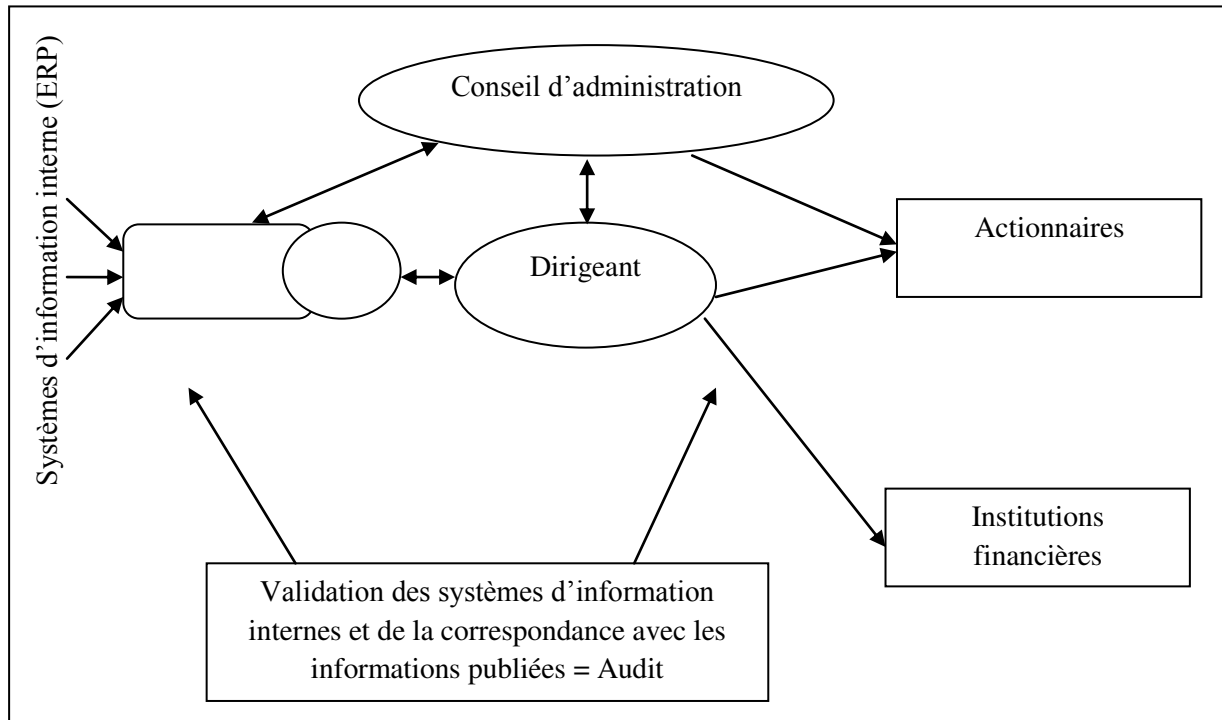 Systèmes d’information interne (ERP)
Conseil d’administration
Dirigeant
Actionnaires
Institutions
financières
Validation des systèmes d’information
internes et de la correspondance avec les
informations publiées = Audit